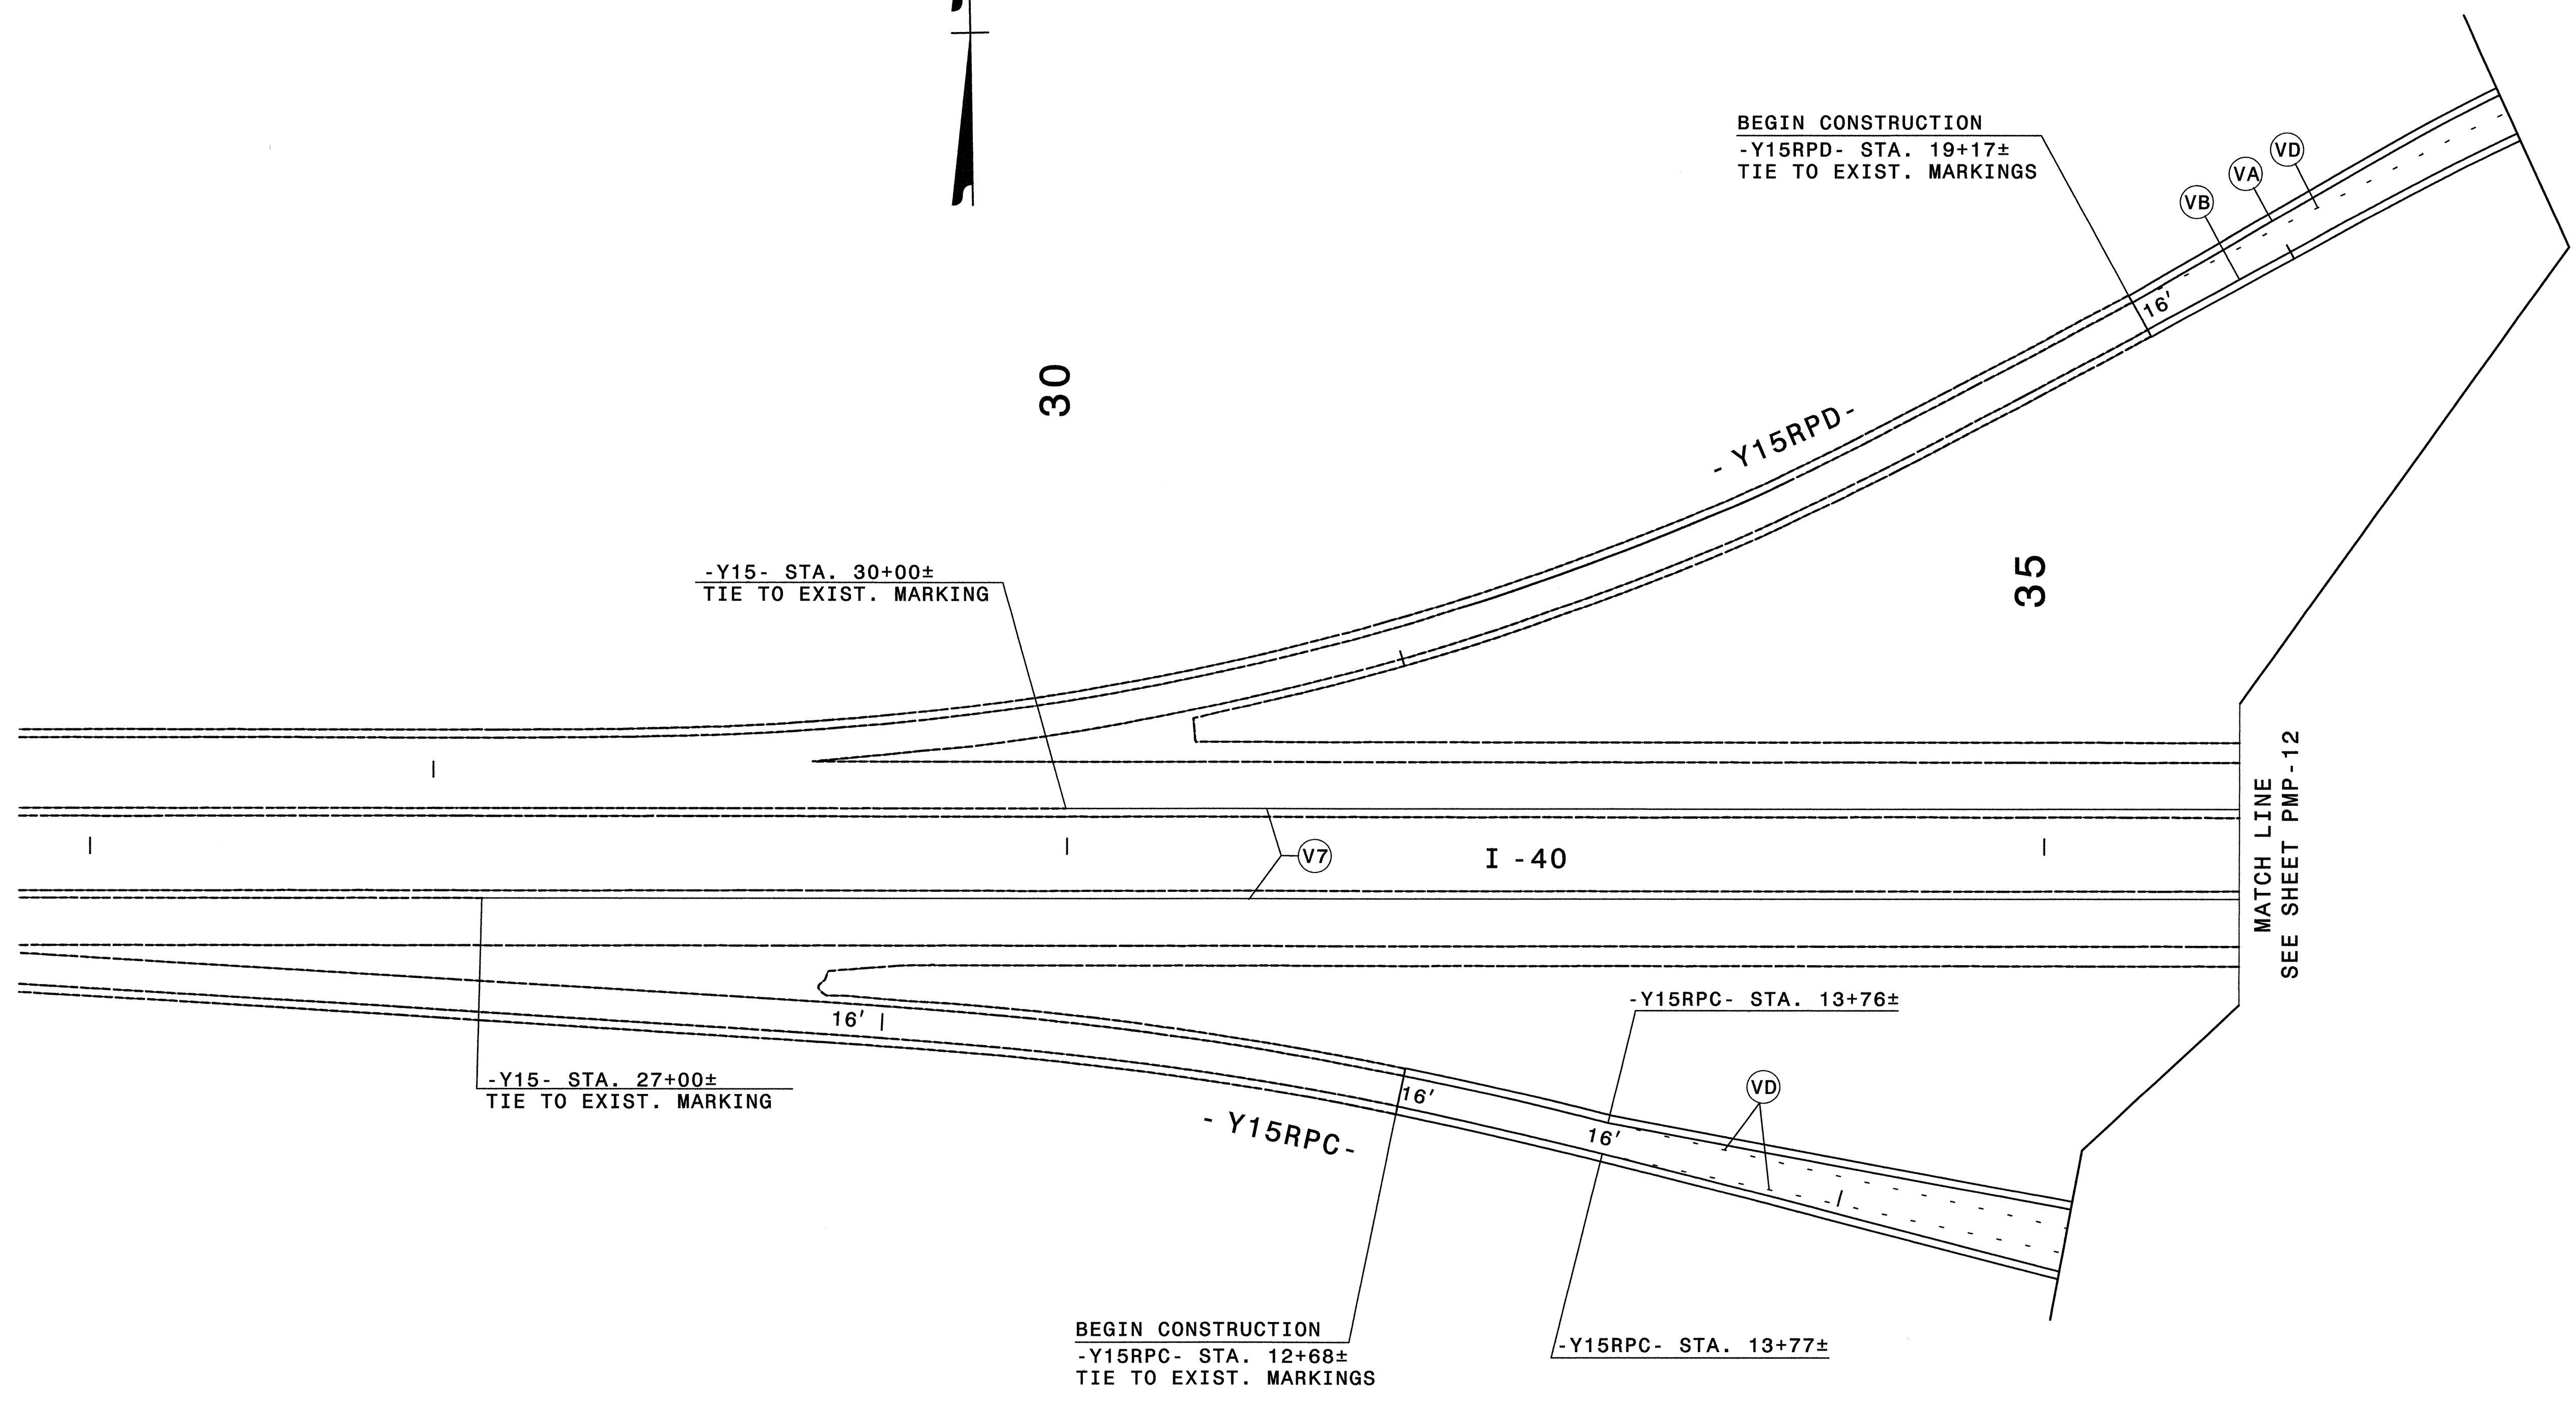 BEGIN CONSTRUCTION
-Y15RPD- STA. 19+17±
TIE TO EXIST. MARKINGS
VB
VA
VD
16'
30
-Y15RPD-
35
-Y15- STA. 30+00±
TIE TO EXIST. MARKING
V7
I-40
MATCH LINE
SEE SHEET PMP-12
16'
-Y15RPC- STA. 13+76±
-Y15- STA. 27+00±
TIE TO EXIST. MARKING
16'
-Y15RPC-
16'
VD
BEGIN CONSTRUCTION
-Y15RPC- STA. 12+68±
TIE TO EXIST. MARKINGS
-Y15RPC- STA. 13+77±